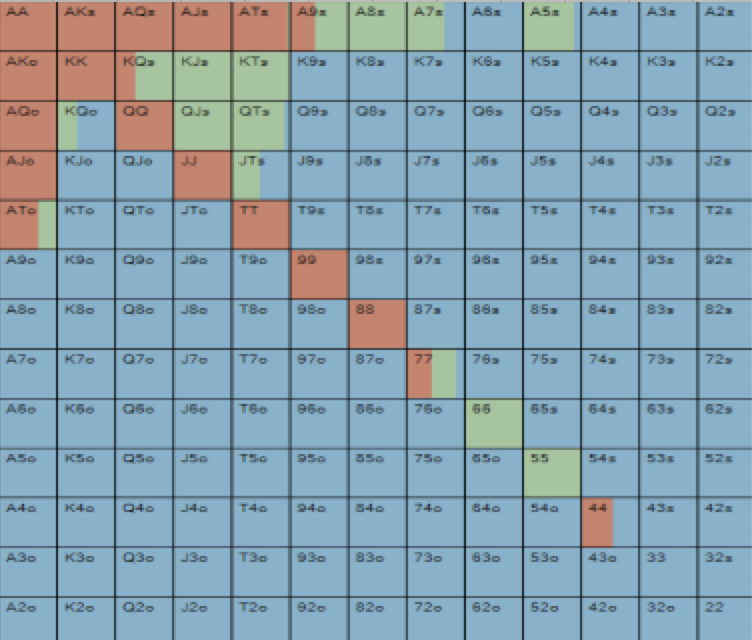 AA AKs AQs AJs ATs A9s A8s A7s A6s A5s A4s A3s A2s
AKo KK KQs KJs KTs K9s K8s K7s K6s K5s K4s K3s K2s
AQo KQo QQ QJs QTs Q9s Q8s Q7s Q6s Q5s Q4s Q3s Q2s
AJo KJo QJo JJ JTs J9s J8s J7s J6s J5s J4s J3s J2s
ATo KTo QTo JTo TT T9s T8s T7s T6s T5s T4s T3s T2s
A9o K9o Q9o J9o T9o 99 98s 97s 96s 95s 94s 93s 92s
A8o K8o Q8o J8o T8o 98o 88 87s 86s 85s 84s 83s 82s
A7o K7o Q7o J7o T7o 97o 87o 77 76s 75s 74s 73s 72s
A6o K6o Q6o J6o T6o 96o 86o 76o 66 65s 64s 63s 62s
A5o K5o Q5o J5o T5o 95o 85o 75o 65o 55 54s 53s 52s
A4o K4o Q4o J4o T4o 94o 84o 74o 64o 54o 44 43s 42s
A3o K3o Q3o J3o T3o 93o 83o 73o 63o 53o 43o 33 32s
A2o K2o Q2o J2o T2o 92o 82o 72o 62o 52o 42o 32o 22